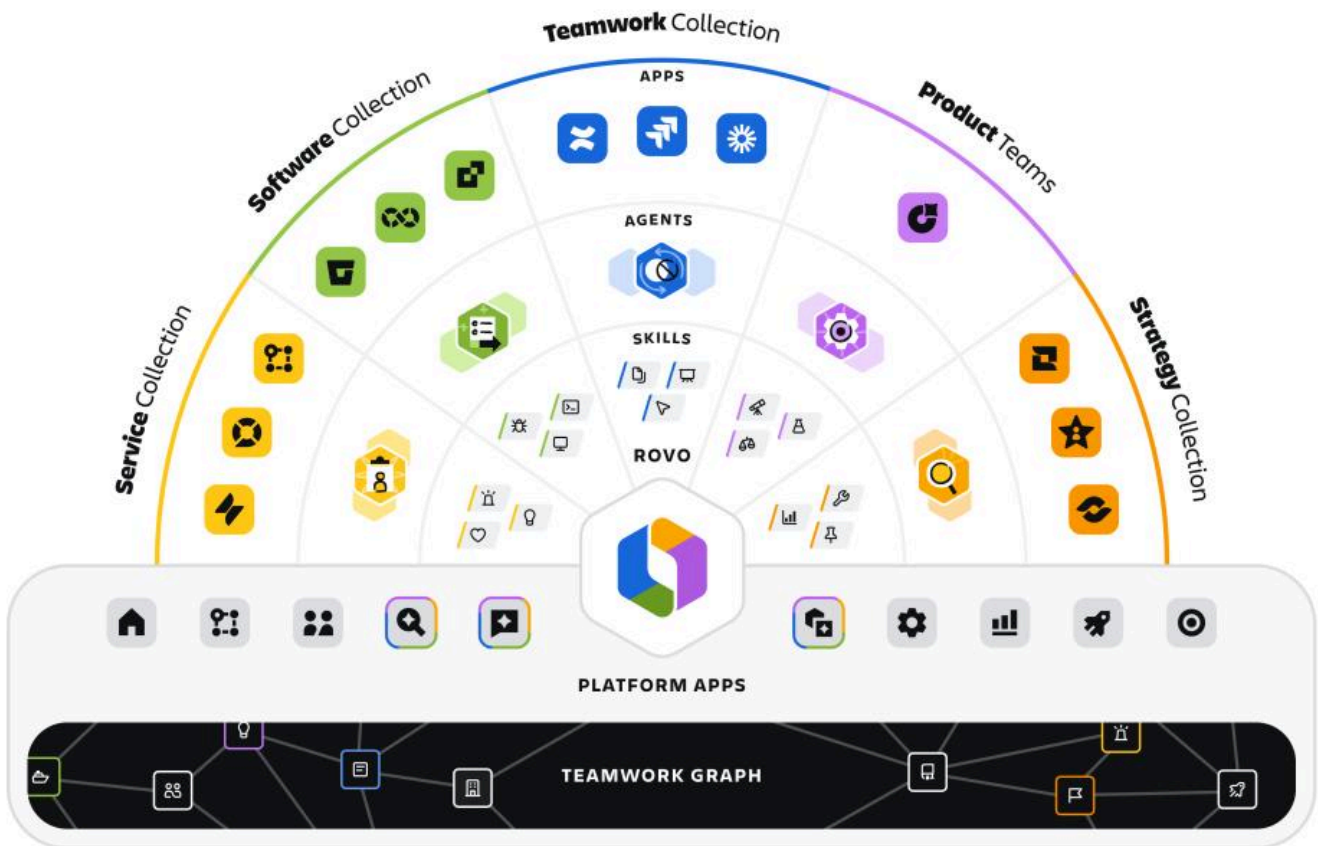 Teamwork Collection
Software Collection
Product Teams
Service Collection
Strategy Collection
APPS
AGENTS
SKILLS
ROVO
PLATFORM APPS
TEAMWORK GRAPH